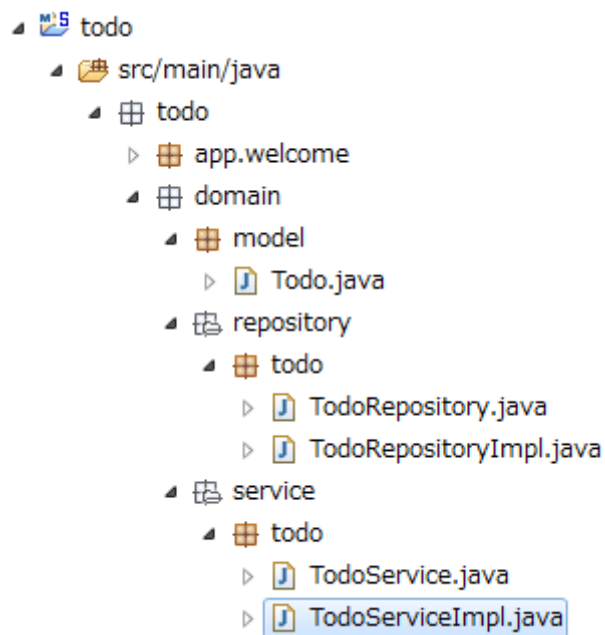 todo
src/main/java
todo
app.welcome
domain
model
Todo.java
repository
todo
TodoRepository.java
TodoRepositoryImpl.java
service
todo
TodoService.java
TodoServiceImpl.java